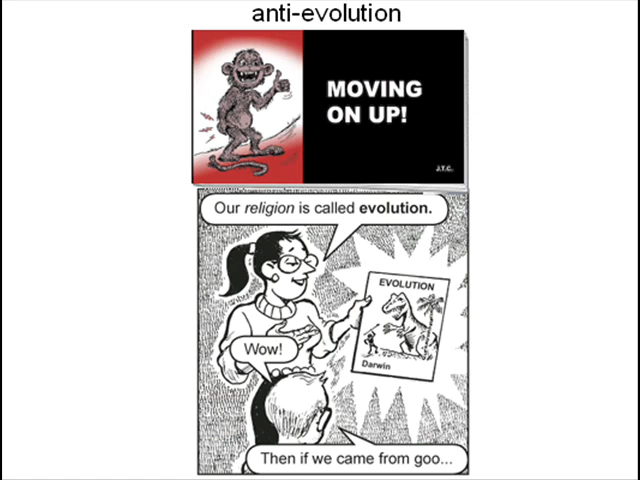 anti-evolution
MOVING
ON UP!
J.T.C.
Our religion is called evolution.
EVOLUTION
Darwin
Wow!
Then if we came from goo...